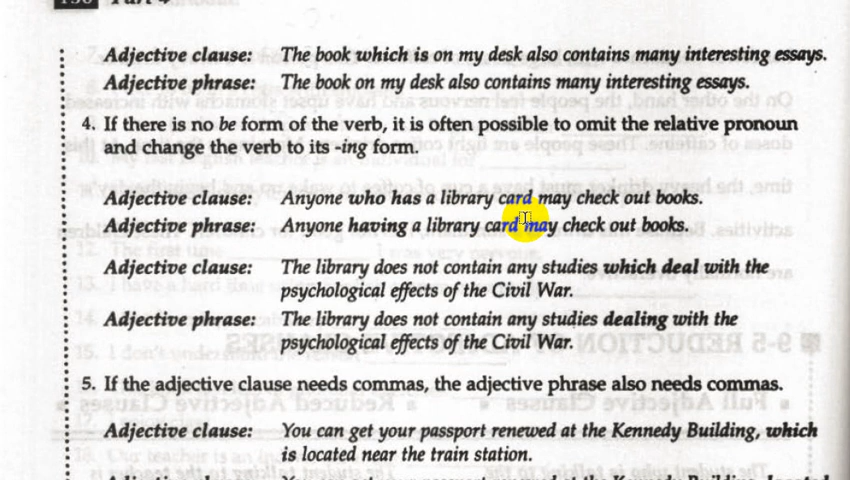 Adjective clause: The book which is on my desk also contains many interesting essays.
Adjective phrase: The book on my desk also contains many interesting essays.
4. If there is no be form of the verb, it is often possible to omit the relative pronoun
and change the verb to its -ing form.
Adjective clause: Anyone who has a library card may check out books.
Adjective phrase: Anyone having a library card may check out books.
Adjective clause: The library does not contain any studies which deal with the
psychological effects of the Civil War.
Adjective phrase: The library does not contain any studies dealing with the
psychological effects of the Civil War.
5. If the adjective clause needs commas, the adjective phrase also needs commas.
Adjective clause: You can get your passport renewed at the Kennedy Building, which
is located near the train station.